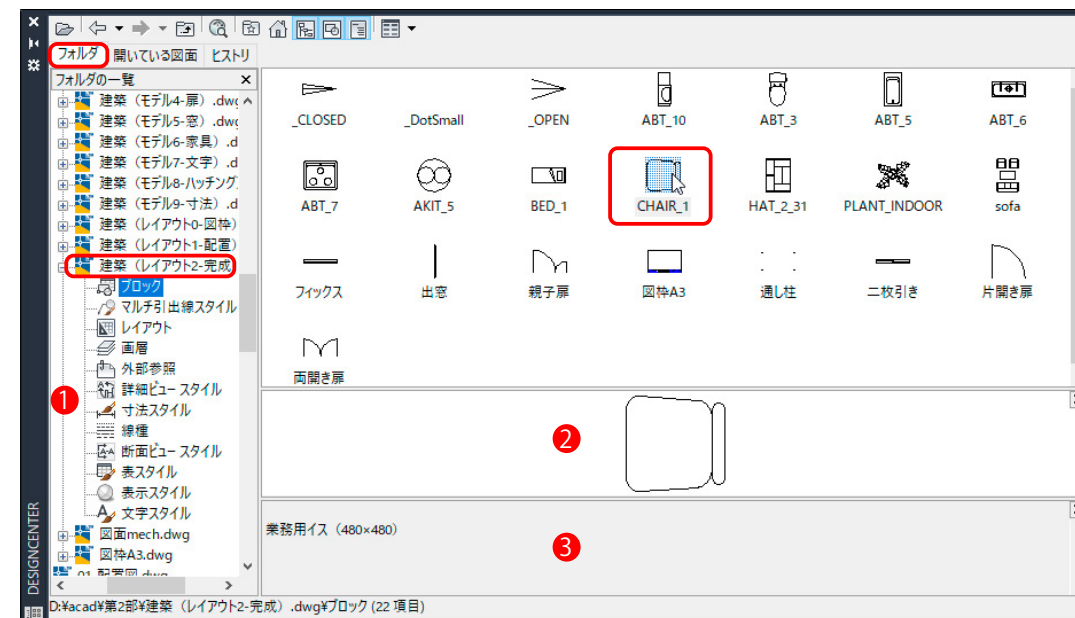 フォルダ 開いている図面 ヒストリ
フォルダの一覧
建築（モデル4-扉）.dwg
建築（モデル5-窓）.dwg
建築（モデル6-家具）.d
建築（モデル7-文字）.d
建築（モデル8-ハッチング
建築（モデル9-寸法）.d
建築（レイアウト0-図枠）
建築（レイアウト1-配置）
建築（レイアウト2-完成
ブロック
マルチ引出線スタイル
レイアウト
画層
外部参照
詳細ビュー スタイル
寸法スタイル
線種
断面ビュー スタイル
表スタイル
表示スタイル
文字スタイル
図面mech.dwg
図枠A3.dwg
1
_CLOSED _DotSmall _OPEN ABT_10 ABT_3 ABT_5 ABT_6
ABT_7 AKIT_5 BED_1 CHAIR_1 HAT_2_31 PLANT_INDOOR sofa
フィックス 出窓 親子扉 図枠A3 通し柱 二枚引き 片開き扉
両開き扉
2
業務用イス（480×480）
3
DESIGNCENTER
D:¥acad¥第2部¥建築（レイアウト2-完成）.dwg¥ブロック (22 項目)